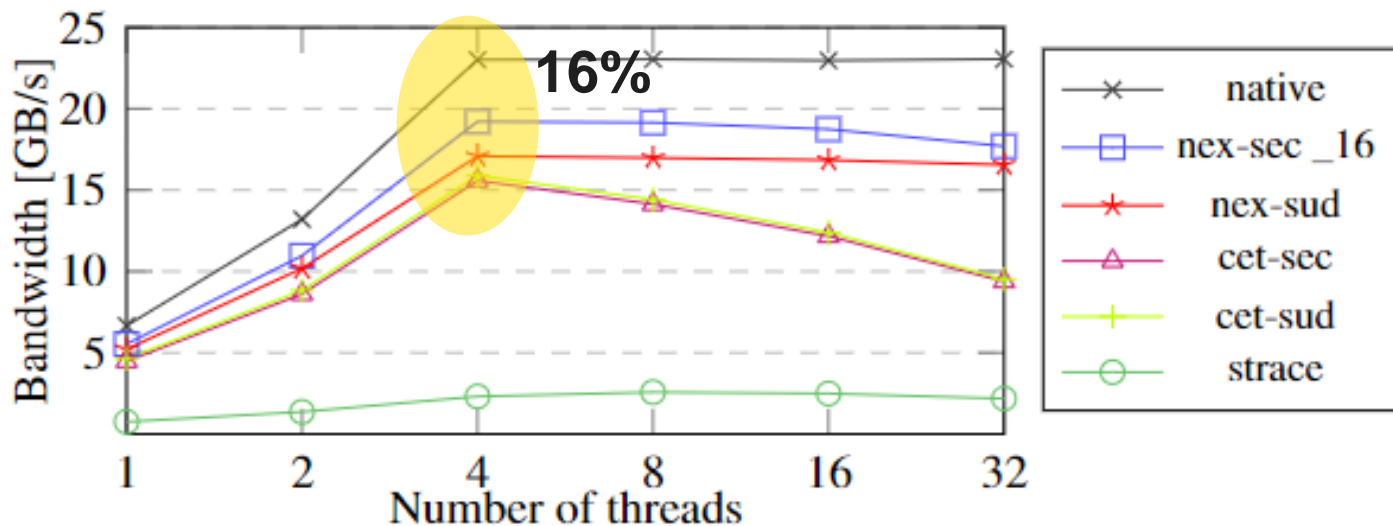 25
20
15
10
5
Bandwidth [GB/s]
16%
1 2 4 8 16 32
Number of threads
native
nex-sec _16
nex-sud
cet-sec
cet-sud
strace